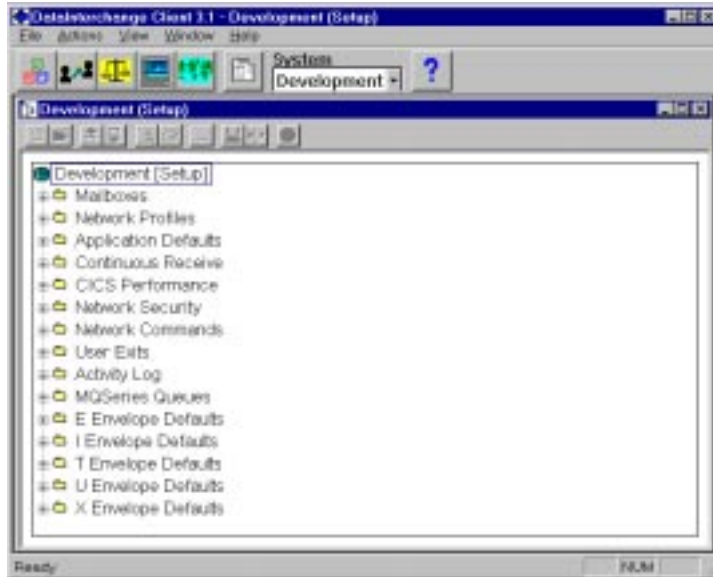 DataInterchange Client 3.1 - Development (Setup)
File Actions View Window Help
System
Development
?
Development (Setup)
Development [Setup]
Mailboxes
Network Profiles
Application Defaults
Continuous Receive
CICS Performance
Network Security
Network Commands
User Exits
Activity Log
MQSeries Queues
E Envelope Defaults
I Envelope Defaults
T Envelope Defaults
U Envelope Defaults
X Envelope Defaults
Ready NUM